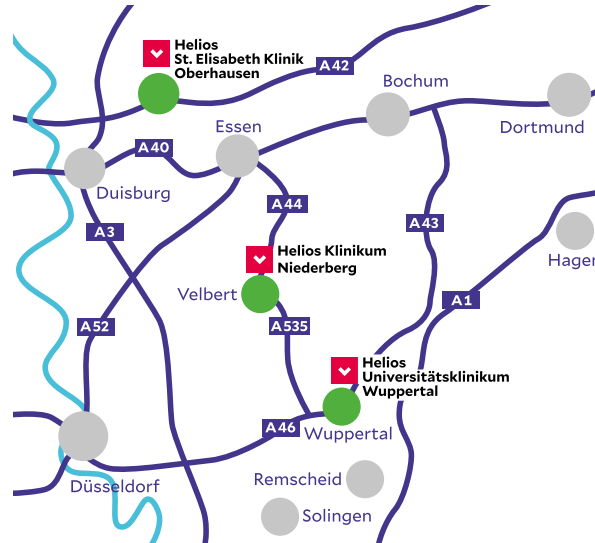 Helios
St. Elisabeth Klinik
Oberhausen
A42
Bochum
Dortmund
Essen
A40
Duisburg
A44
A3
A43
Hagen
Helios Klinikum
Niederberg
Velbert
A1
A52
A535
Helios
Universitätsklinikum
Wuppertal
A46
Wuppertal
Düsseldorf
Remscheid
Solingen